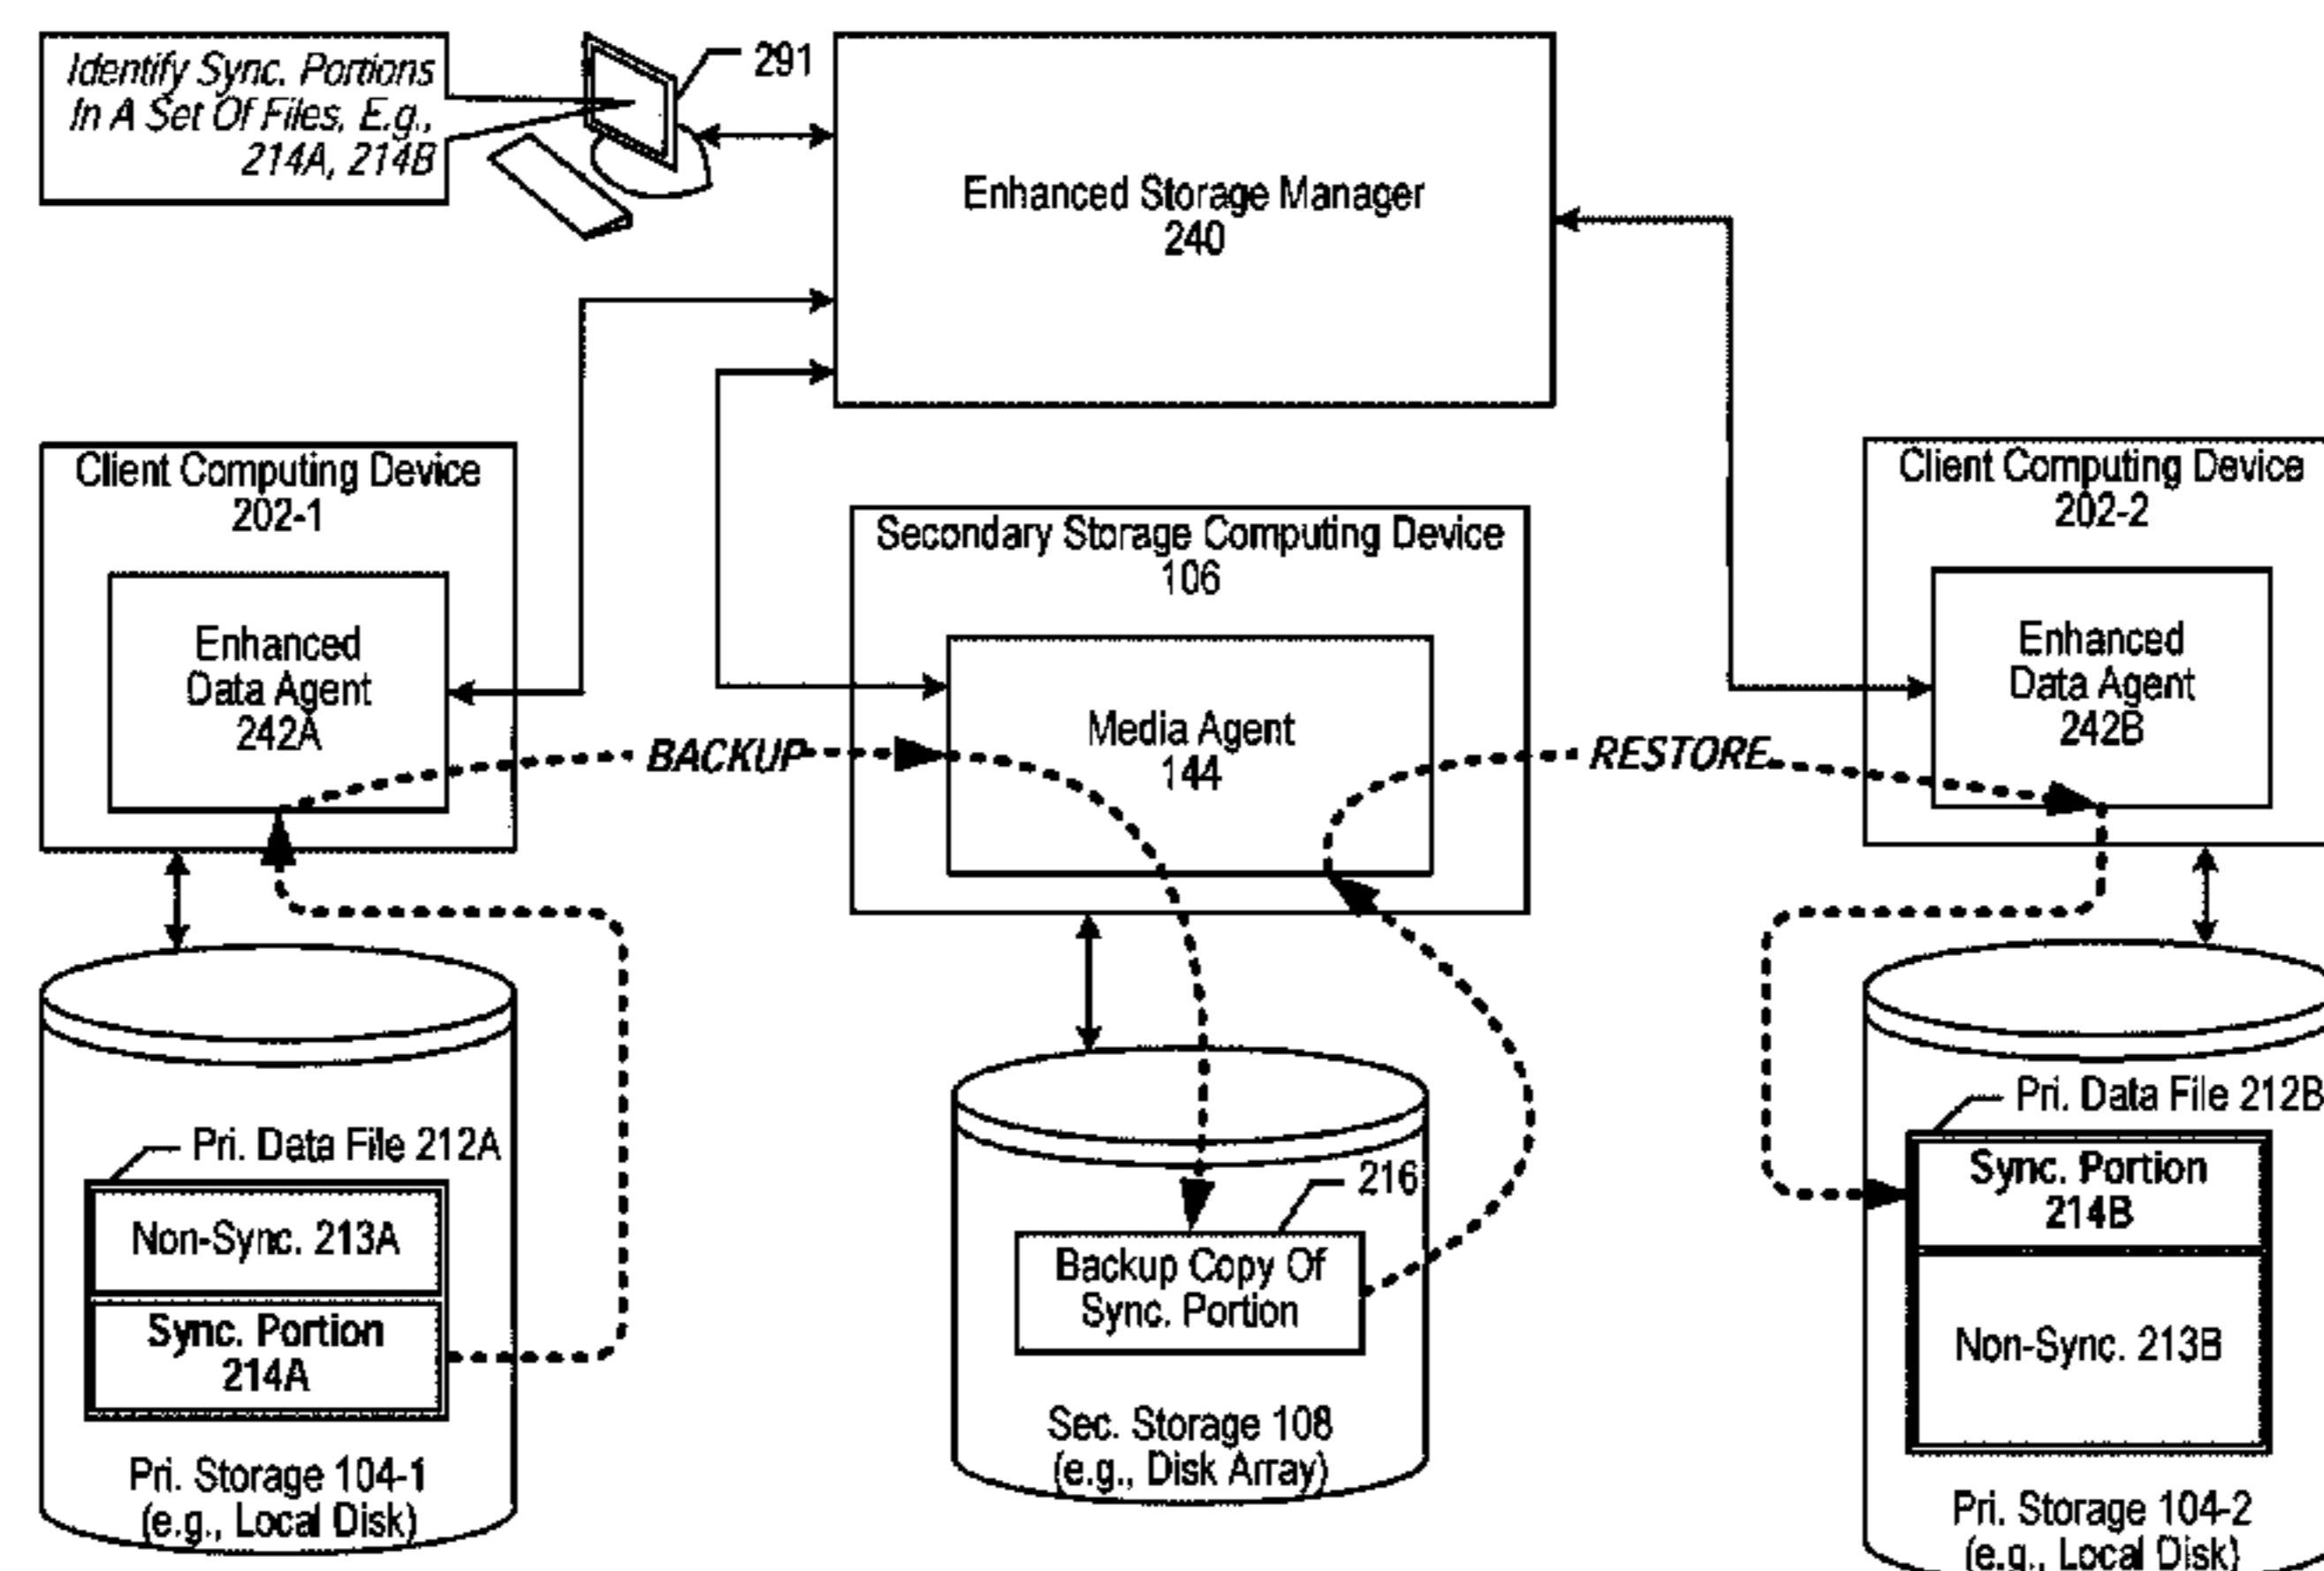 Identify Sync. Portions
In A Set Of Files, E.g.,
214A, 214B
291
Enhanced Storage Manager
240
Client Computing Device
202-1
Enhanced
Data Agent
242A
Secondary Storage Computing Device
106
Media Agent
144
Client Computing Device
202-2
Enhanced
Data Agent
242B
BACKUP
RESTORE
Pri. Data File 212A
Non-Sync. 213A
Sync. Portion
214A
Pri. Storage 104-1
(e.g., Local Disk)
216
Backup Copy Of
Sync. Portion
Sec. Storage 108
(e.g., Disk Array)
Pri. Data File 212B
Sync. Portion
214B
Non-Sync. 213B
Pri. Storage 104-2
(e.g., Local Disk)